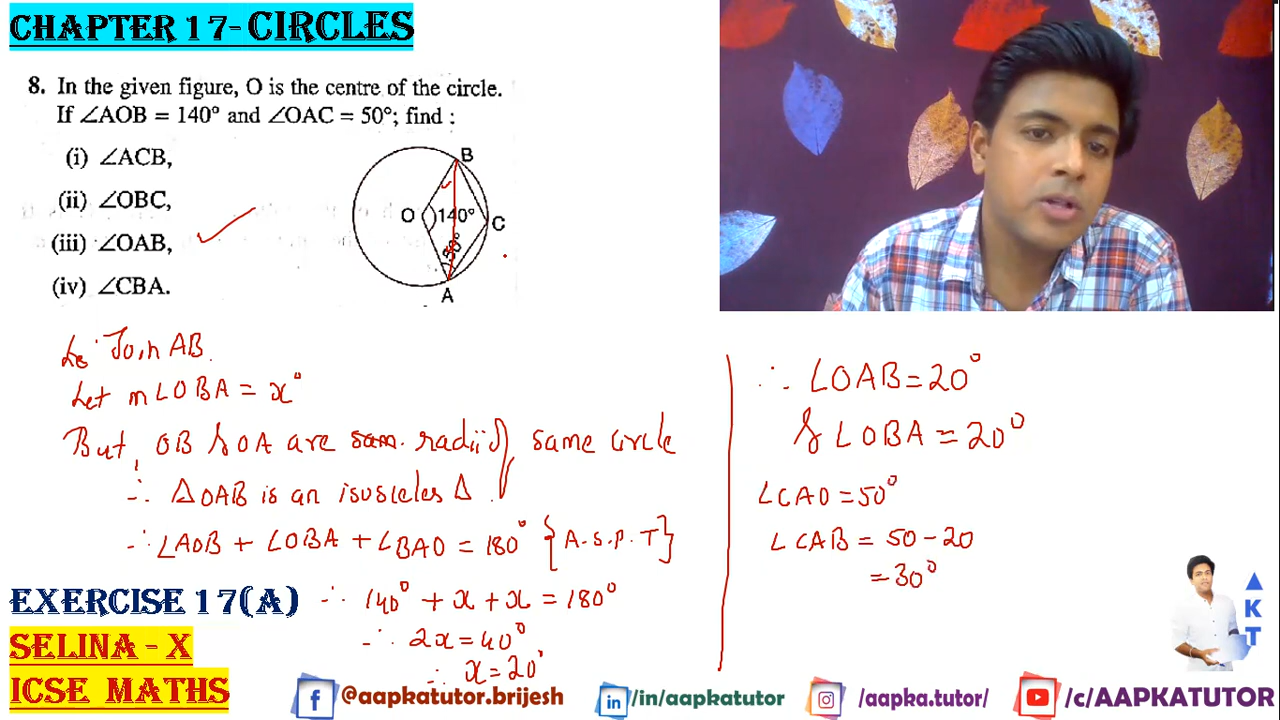 CHAPTER 17- CIRCLES
8. In the given figure, O is the centre of the circle.
If ∠AOB = 140° and ∠OAC = 50°; find :
(i) ∠ACB,
(ii) ∠OBC,
(iii) ∠OAB,
(iv) ∠CBA.
B
O 140° C
50°
A
Join AB.
Let m∠OBA = x°
But, OB & OA are radii of same circle
∴ △OAB is an isosceles △.
∴ ∠AOB + ∠OBA + ∠BAO = 180° {A.S.P.T}
∴ 140° + x + x = 180°
∴ 2x = 40°
∴ x = 20°
∴ ∠OAB = 20°
& ∠OBA = 20°
∠CAO = 50°
∠CAB = 50 - 20
= 30°
EXERCISE 17(A)
SELINA - X
ICSE MATHS
AKT
@aapkatutor.brijesh
/in/aapkatutor
/aapka.tutor/
/c/AAPKATUTOR